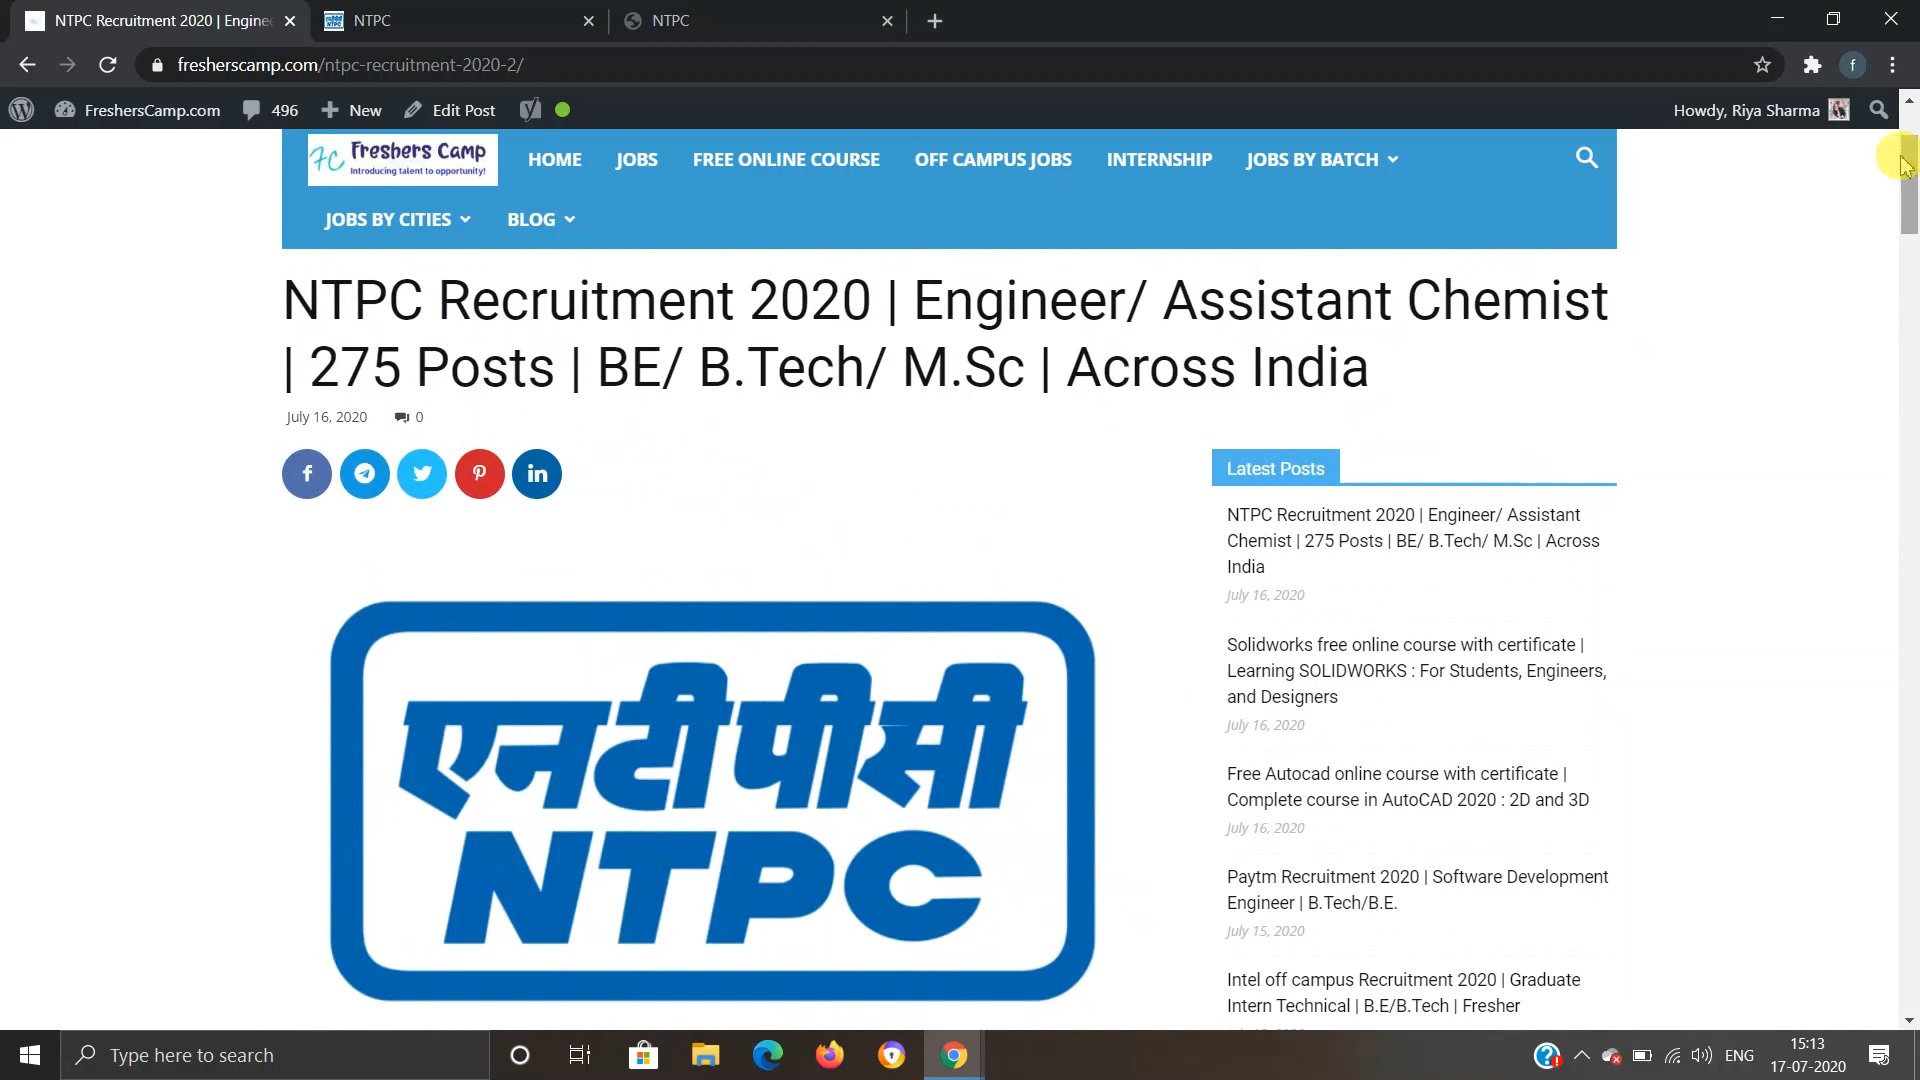 NTPC Recruitment 2020 | Enginee
NTPC
NTPC
fresherscamp.com/ntpc-recruitment-2020-2/
f
FreshersCamp.com
496
New
Edit Post
Howdy, Riya Sharma
FC Freshers Camp
Introducing talent to opportunity!
HOME
JOBS
FREE ONLINE COURSE
OFF CAMPUS JOBS
INTERNSHIP
JOBS BY BATCH
JOBS BY CITIES
BLOG
NTPC Recruitment 2020 | Engineer/ Assistant Chemist
| 275 Posts | BE/ B.Tech/ M.Sc | Across India
July 16, 2020
0
एनटीपीसी
NTPC
Latest Posts
NTPC Recruitment 2020 | Engineer/ Assistant
Chemist | 275 Posts | BE/ B.Tech/ M.Sc | Across
India
July 16, 2020
Solidworks free online course with certificate |
Learning SOLIDWORKS : For Students, Engineers,
and Designers
July 16, 2020
Free Autocad online course with certificate |
Complete course in AutoCAD 2020 : 2D and 3D
July 16, 2020
Paytm Recruitment 2020 | Software Development
Engineer | B.Tech/B.E.
July 15, 2020
Intel off campus Recruitment 2020 | Graduate
Intern Technical | B.E/B.Tech | Fresher
Type here to search
ENG
15:13
17-07-2020